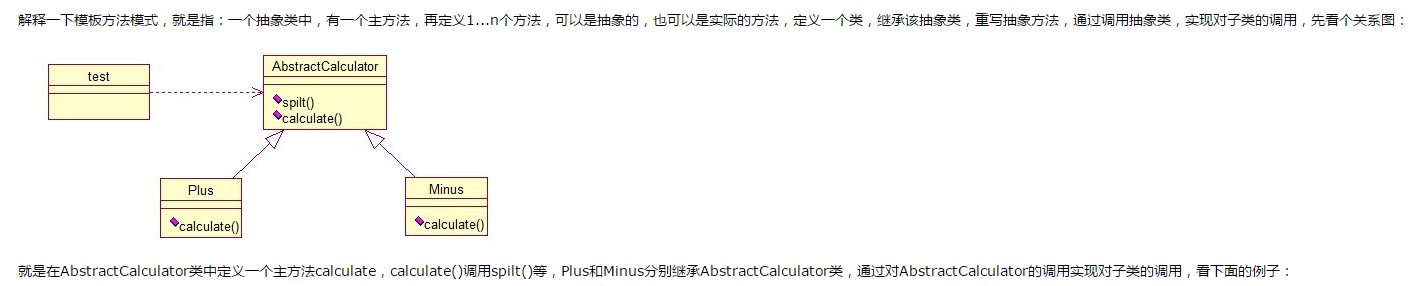 解释一下模板方法模式，就是指：一个抽象类中，有一个主方法，再定义1...n个方法，可以是抽象的，也可以是实际的方法，定义一个类，继承该抽象类，重写抽象方法，通过调用抽象类，实现对子类的调用，先看个关系图：
test
AbstractCalculator
spilt()
calculate()
Plus
calculate()
Minus
calculate()
就是在AbstractCalculator类中定义一个主方法calculate，calculate()调用spilt()等，Plus和Minus分别继承AbstractCalculator类，通过对AbstractCalculator的调用实现对子类的调用，看下面的例子：